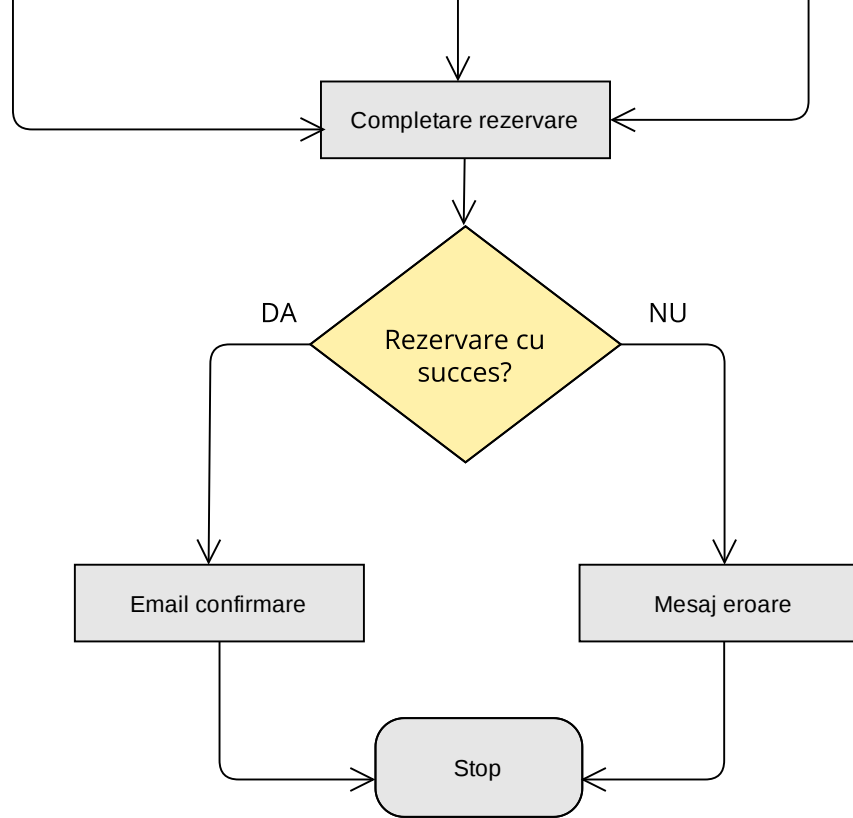 Completare rezervare
DA
NU
Rezervare cu
succes?
Email confirmare
Mesaj eroare
Stop